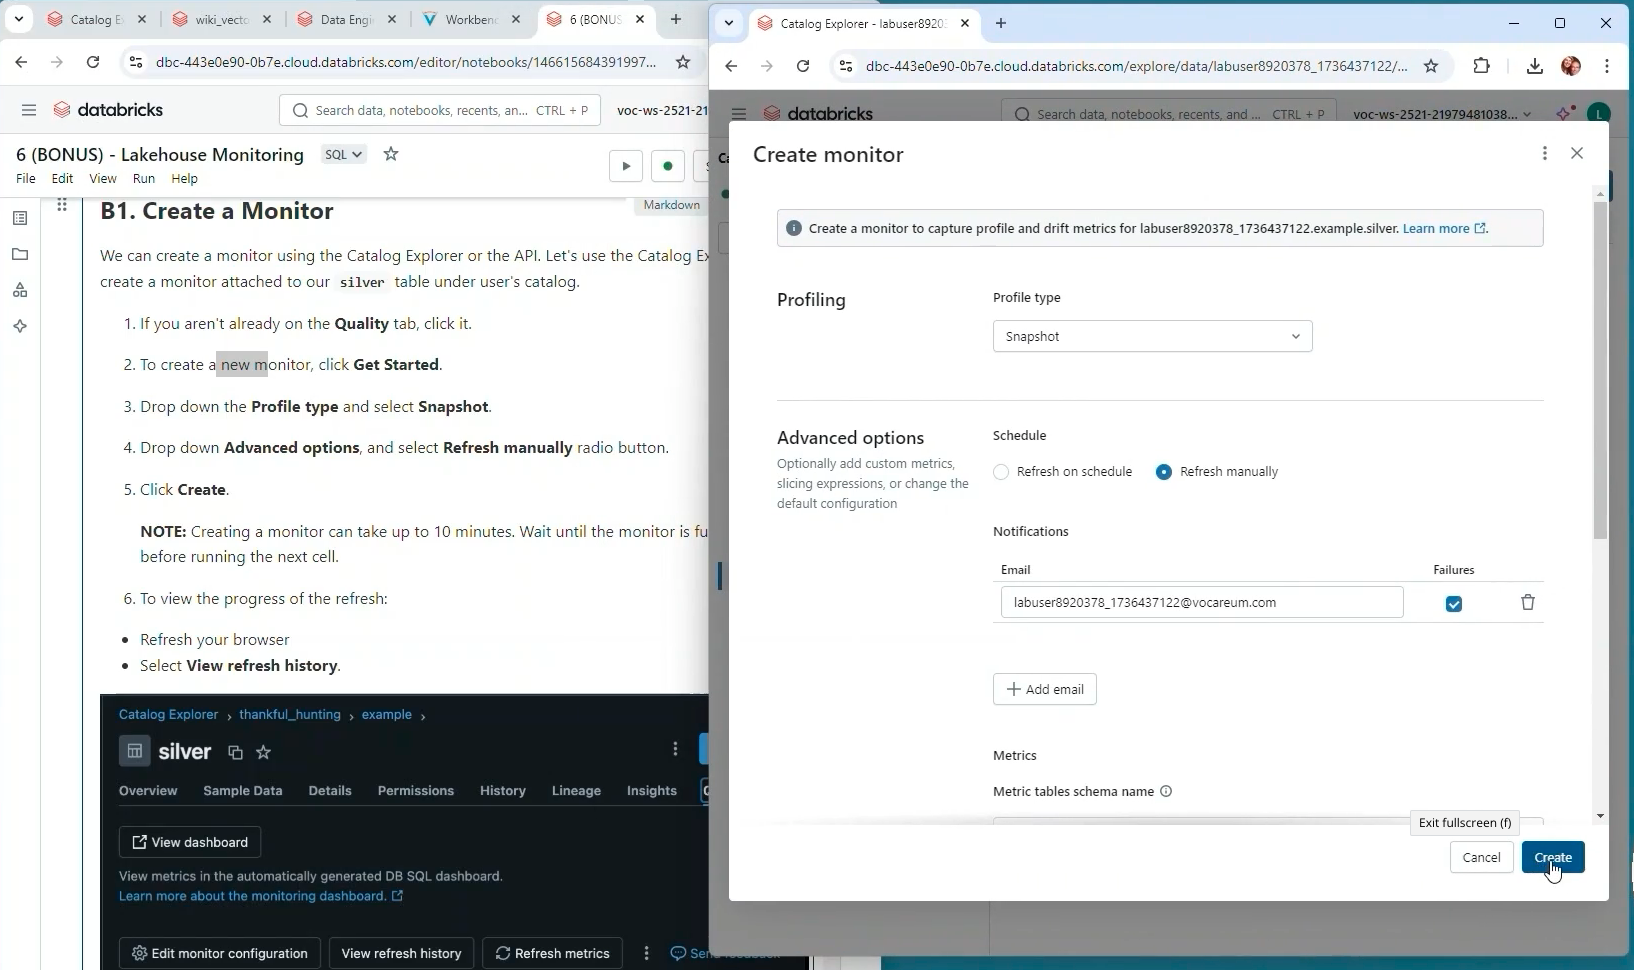 Catalog E
wiki_vecto
Data Engi
Workben
6 (BONUS
dbc-443e0e90-0b7e.cloud.databricks.com/editor/notebooks/146615684391997...
databricks
Search data, notebooks, recents, an... CTRL + P
voc-ws-2521-21
6 (BONUS) - Lakehouse Monitoring
SQL
File Edit View Run Help
B1. Create a Monitor
Markdown
We can create a monitor using the Catalog Explorer or the API. Let's use the Catalog Ex
create a monitor attached to our silver table under user's catalog.
1. If you aren't already on the Quality tab, click it.
2. To create a new monitor, click Get Started.
3. Drop down the Profile type and select Snapshot.
4. Drop down Advanced options, and select Refresh manually radio button.
5. Click Create.
NOTE: Creating a monitor can take up to 10 minutes. Wait until the monitor is fu
before running the next cell.
6. To view the progress of the refresh:
• Refresh your browser
• Select View refresh history.
Catalog Explorer > thankful_hunting > example >
silver
Overview Sample Data Details Permissions History Lineage Insights
View dashboard
View metrics in the automatically generated DB SQL dashboard.
Learn more about the monitoring dashboard.
Edit monitor configuration
View refresh history
Refresh metrics
Send feedback
Catalog Explorer - labuser8920
dbc-443e0e90-0b7e.cloud.databricks.com/explore/data/labuser8920378_1736437122/...
databricks
Search data, notebooks, recents, and ... CTRL + P
voc-ws-2521-21979481038...
L
Ca
Create monitor
Create a monitor to capture profile and drift metrics for labuser8920378_1736437122.example.silver. Learn more.
Profiling
Profile type
Snapshot
Advanced options
Optionally add custom metrics,
slicing expressions, or change the
default configuration
Schedule
Refresh on schedule
Refresh manually
Notifications
Email
Failures
labuser8920378_1736437122@vocareum.com
+ Add email
Metrics
Metric tables schema name
Exit fullscreen (f)
Cancel
Create